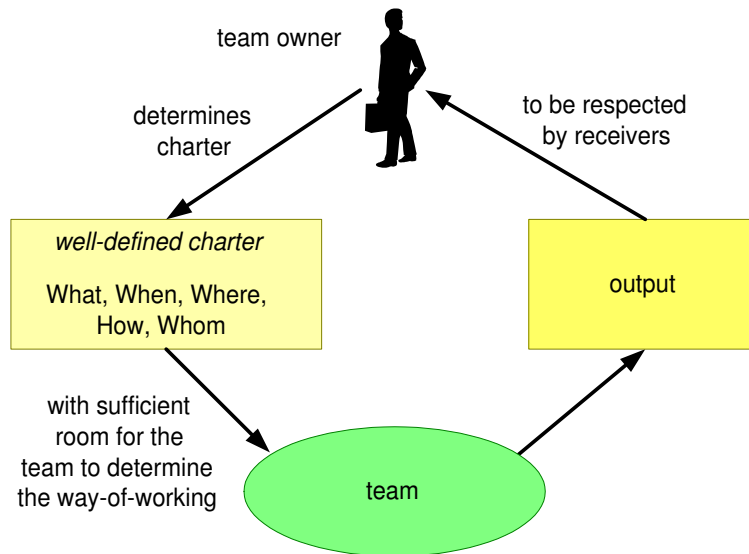 team owner
determines
charter
to be respected
by receivers
well-defined charter
What, When, Where,
How, Whom
output
with sufficient
room for the
team to determine
the way-of-working
team